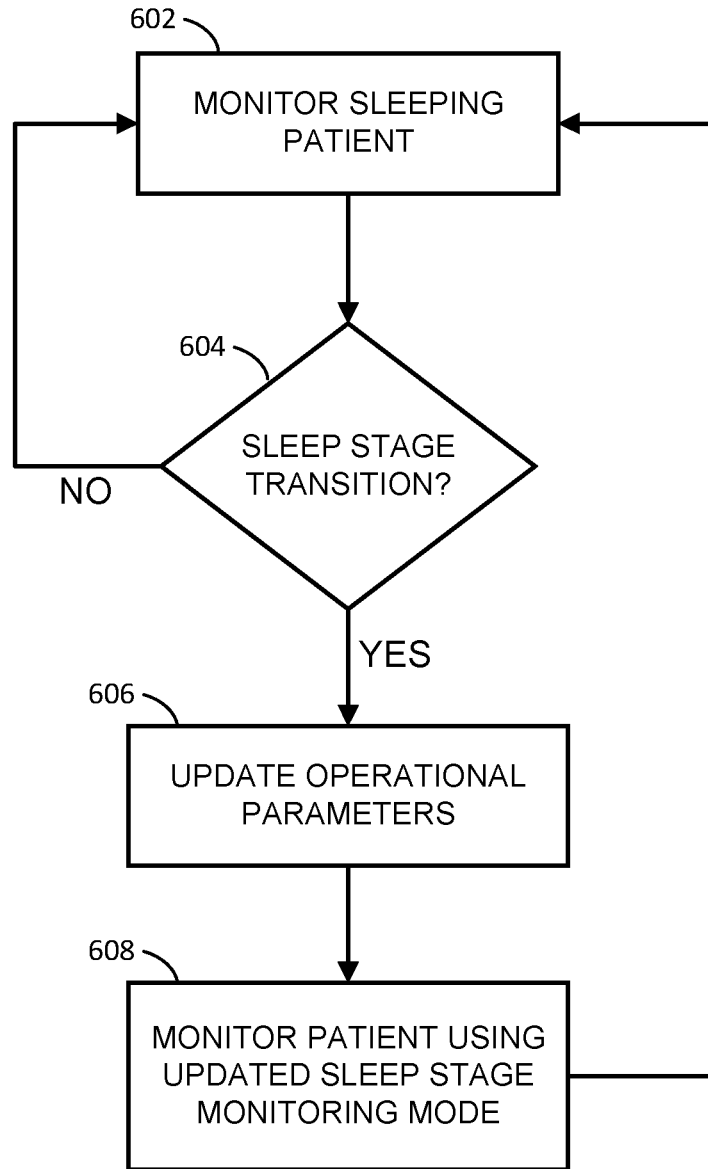 602
MONITOR SLEEPING
PATIENT
604
SLEEP STAGE
TRANSITION?
NO
YES
606
UPDATE OPERATIONAL
PARAMETERS
608
MONITOR PATIENT USING
UPDATED SLEEP STAGE
MONITORING MODE